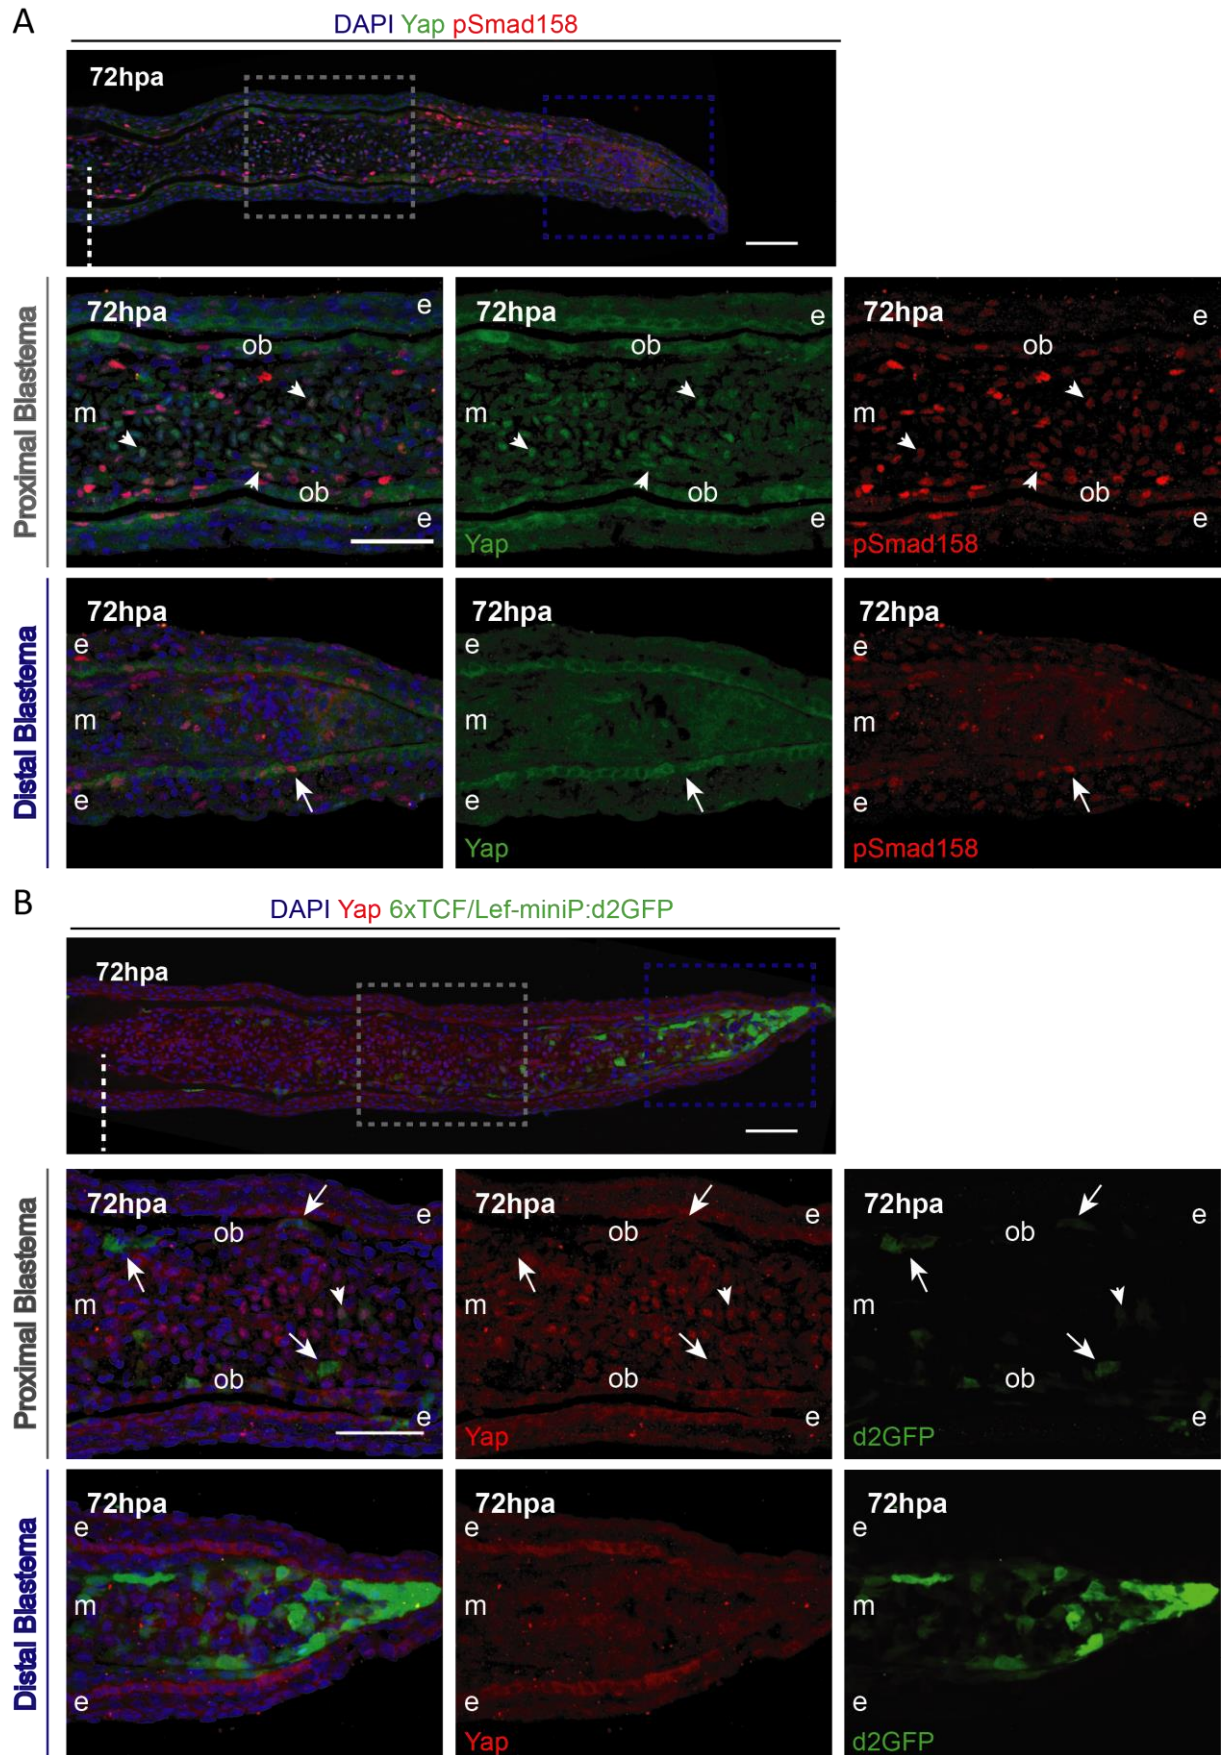 A
DAPI Yap pSmad158
72hpa
Proximal Blastema
72hpa
e
ob
m
ob
e
72hpa
e
ob
ob
e
Yap
72hpa
e
ob
m
ob
e
pSmad158
Distal Blastema
72hpa
e
m
e
72hpa
e
m
e
Yap
72hpa
e
m
e
pSmad158
B
DAPI Yap 6xTCF/Lef-miniP:d2GFP
72hpa
Proximal Blastema
72hpa
e
ob
m
ob
e
72hpa
e
ob
m
ob
e
Yap
72hpa
e
ob
m
ob
e
d2GFP
Distal Blastema
72hpa
e
m
e
72hpa
e
m
e
Yap
72hpa
e
m
e
d2GFP